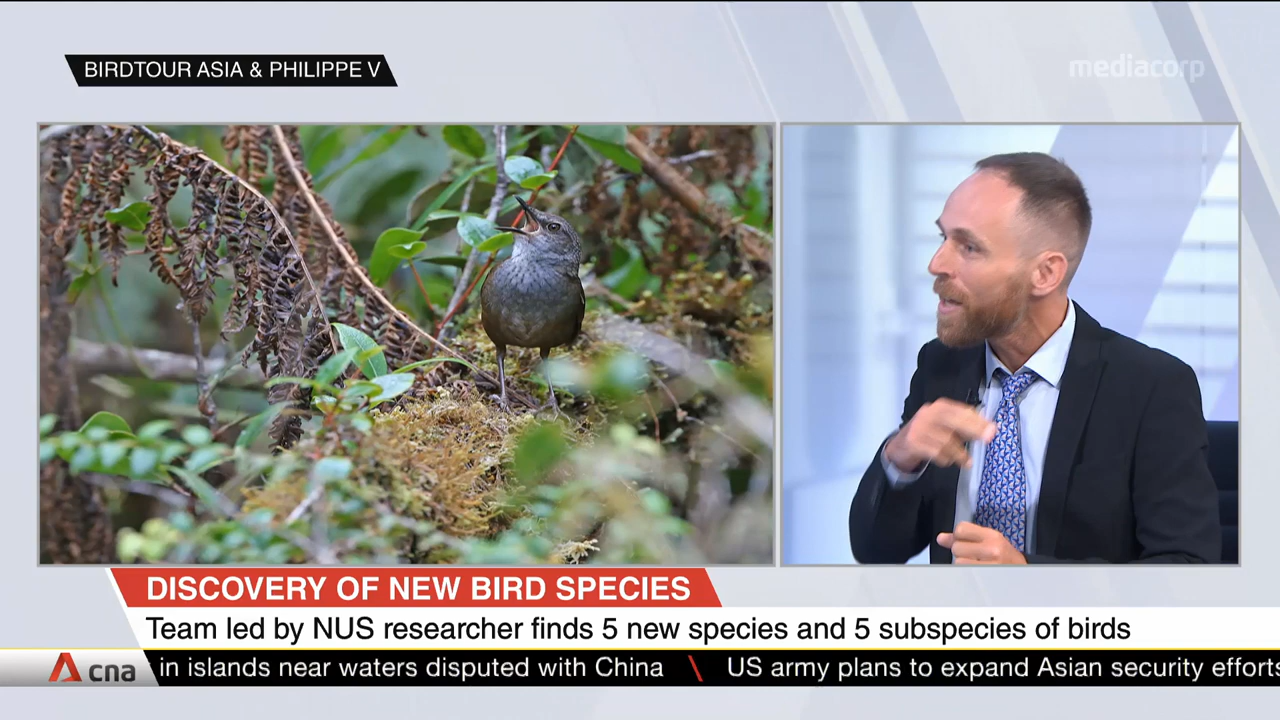 BIRDTOUR ASIA & PHILIPPE V
mediacorp
DISCOVERY OF NEW BIRD SPECIES
Team led by NUS researcher finds 5 new species and 5 subspecies of birds
cna in islands near waters disputed with China \ US army plans to expand Asian security efforts